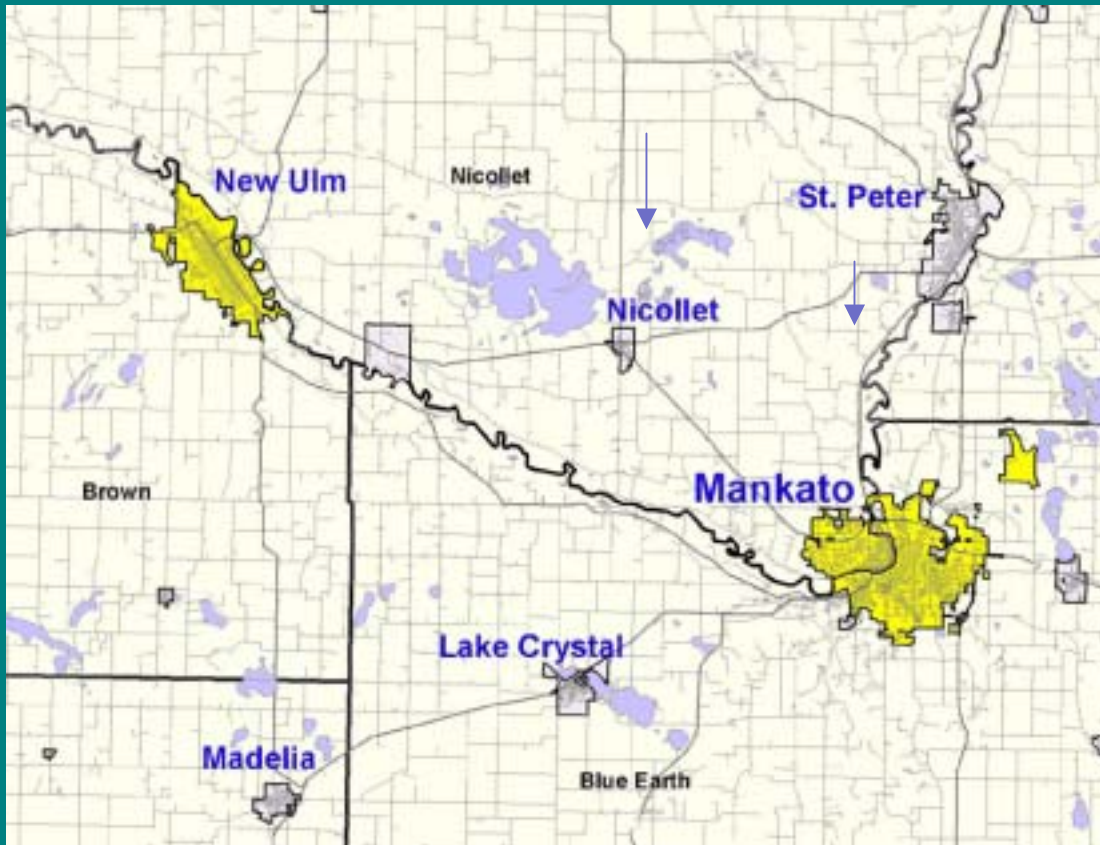 Nicollet
New Ulm
St. Peter
Nicollet
Brown
Mankato
Lake Crystal
Madelia
Blue Earth